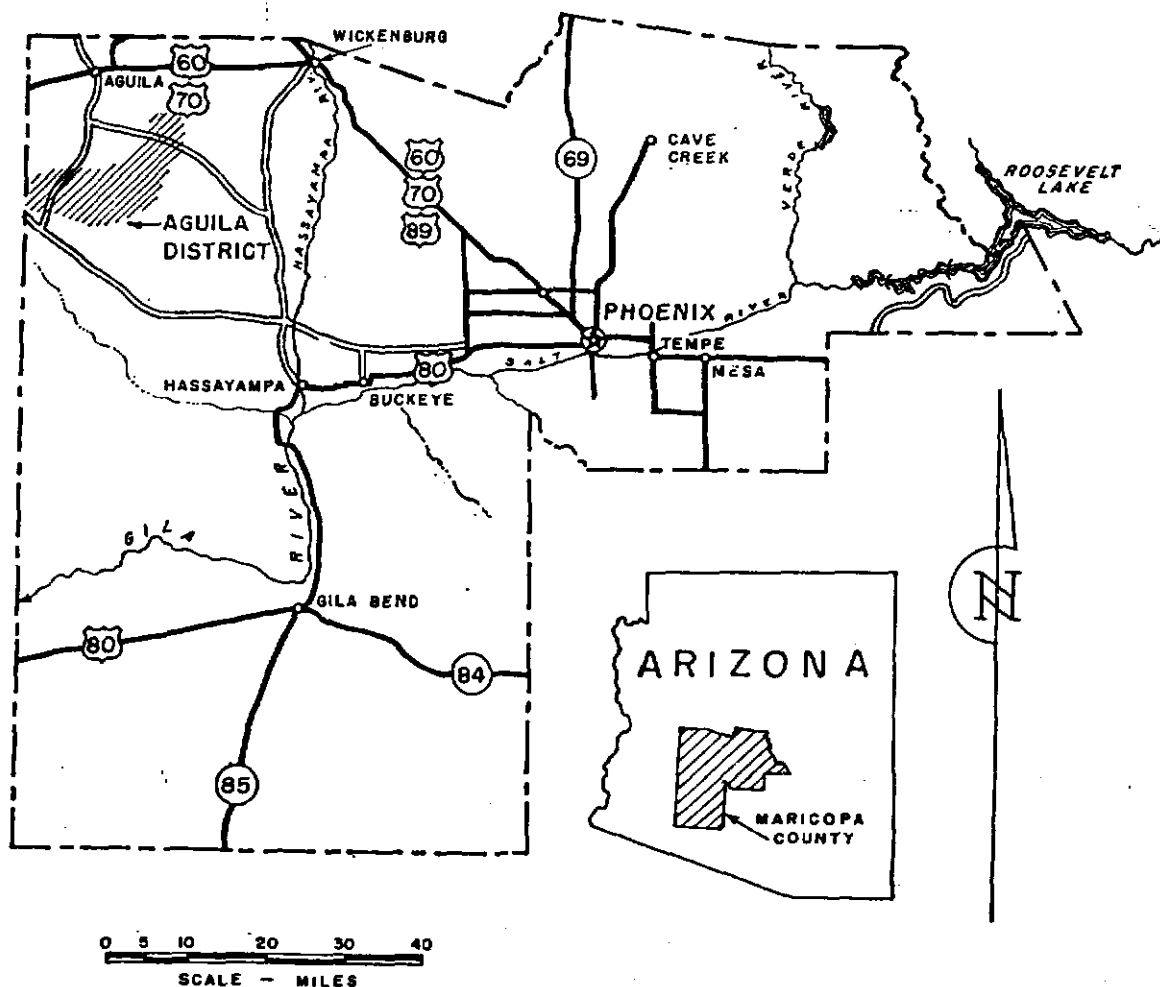 WICKENBURG
60
AGUILA
70
RIVER
HASSAYAMPA
60
70
89
69
CAVE
CREEK
RIVER
VERDE
ROOSEVELT
LAKE
AGUILA
DISTRICT
PHOENIX
RIVER
TEMPE
SALT
MESA
HASSAYAMPA
80
BUCKEYE
RIVER
GILA
GILA BEND
80
84
85
N
ARIZONA
MARICOPA
COUNTY
0 5 10 20 30 40
SCALE - MILES